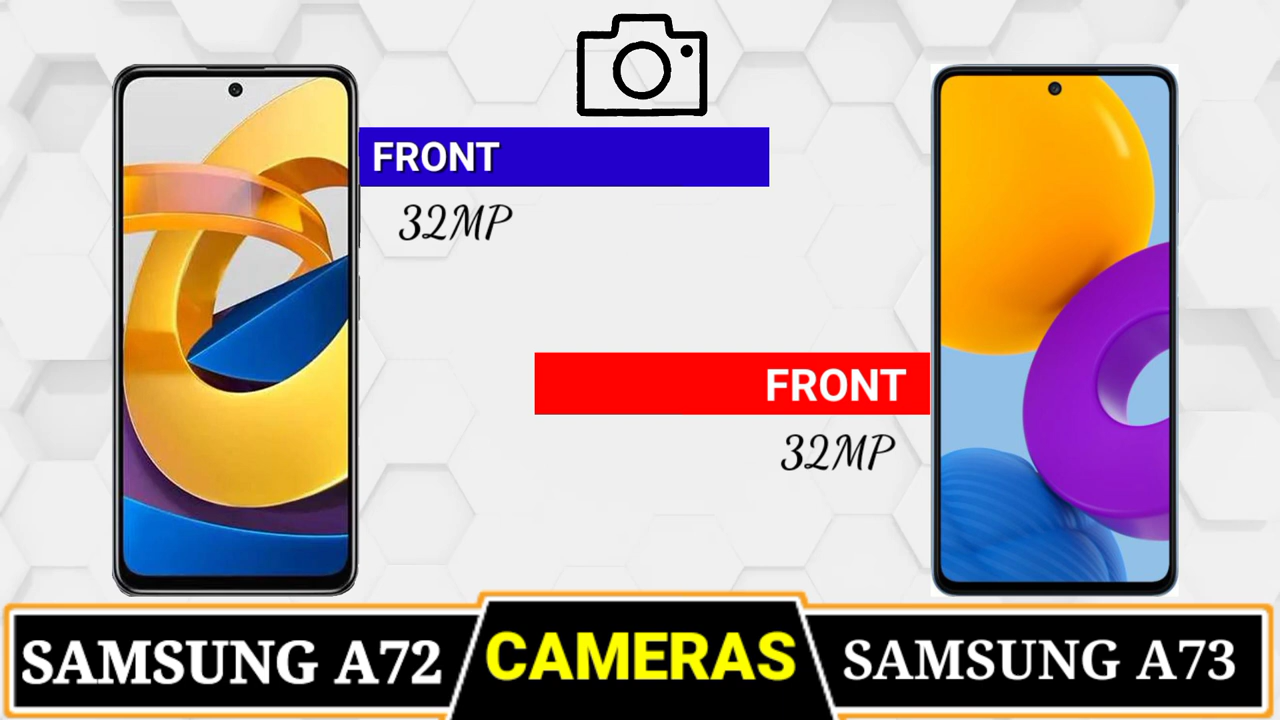 FRONT
32MP
FRONT
32MP
SAMSUNG A72
CAMERAS
SAMSUNG A73